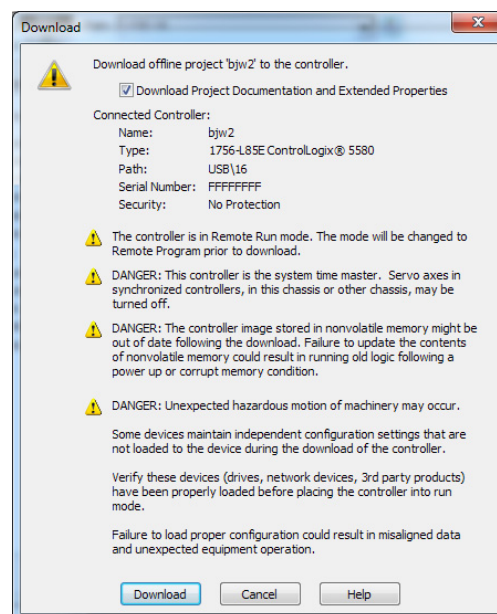 Download
Download offline project 'bjw2' to the controller.
Download Project Documentation and Extended Properties
Connected Controller:
Name: bjw2
Type: 1756-L85E ControlLogix® 5580
Path: USB\16
Serial Number: FFFFFFFF
Security: No Protection
The controller is in Remote Run mode. The mode will be changed to
Remote Program prior to download.
DANGER: This controller is the system time master. Servo axes in
synchronized controllers, in this chassis or other chassis, may be
turned off.
DANGER: The controller image stored in nonvolatile memory might be
out of date following the download. Failure to update the contents
of nonvolatile memory could result in running old logic following a
power up or corrupt memory condition.
DANGER: Unexpected hazardous motion of machinery may occur.
Some devices maintain independent configuration settings that are
not loaded to the device during the download of the controller.
Verify these devices (drives, network devices, 3rd party products)
have been properly loaded before placing the controller into run
mode.
Failure to load proper configuration could result in misaligned data
and unexpected equipment operation.
Download Cancel Help